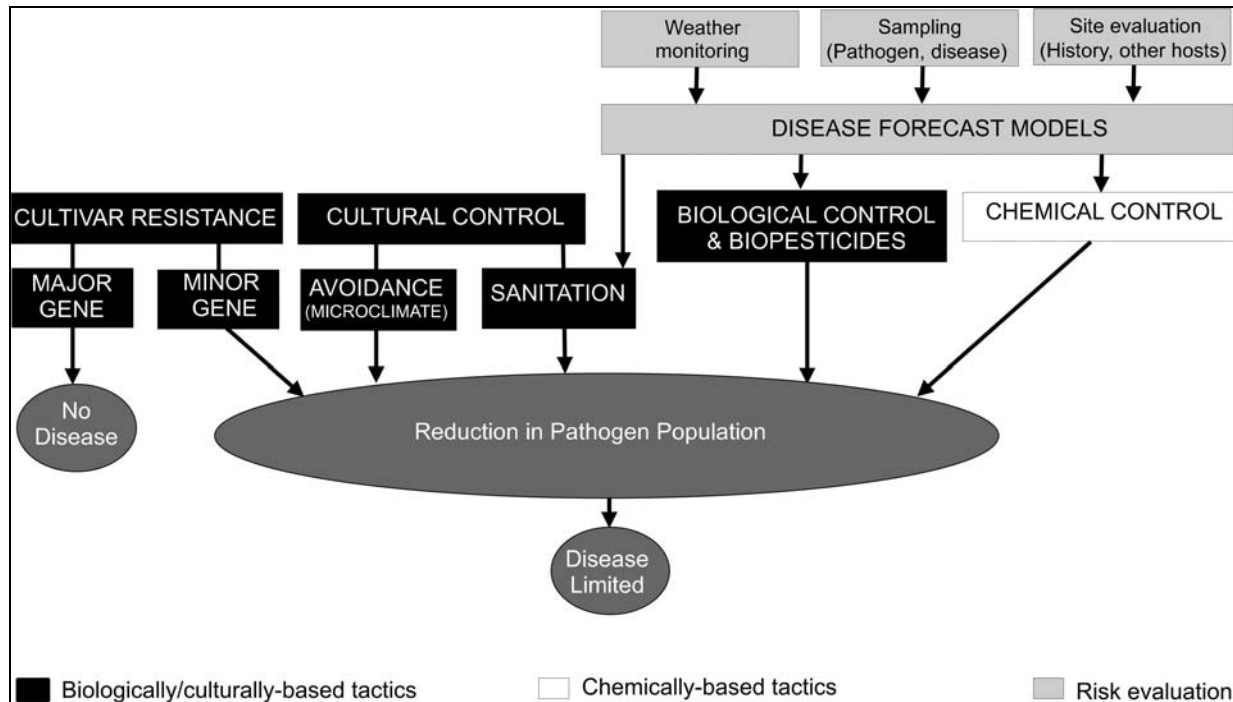 Weather
monitoring
Sampling
(Pathogen, disease)
Site evaluation
(History, other hosts)
DISEASE FORECAST MODELS
CULTIVAR RESISTANCE
CULTURAL CONTROL
BIOLOGICAL CONTROL
& BIOPESTICIDES
CHEMICAL CONTROL
MAJOR
GENE
MINOR
GENE
AVOIDANCE
(MICROCLIMATE)
SANITATION
No
Disease
Reduction in Pathogen Population
Disease
Limited
Biologically/culturally-based tactics
Chemically-based tactics
Risk evaluation